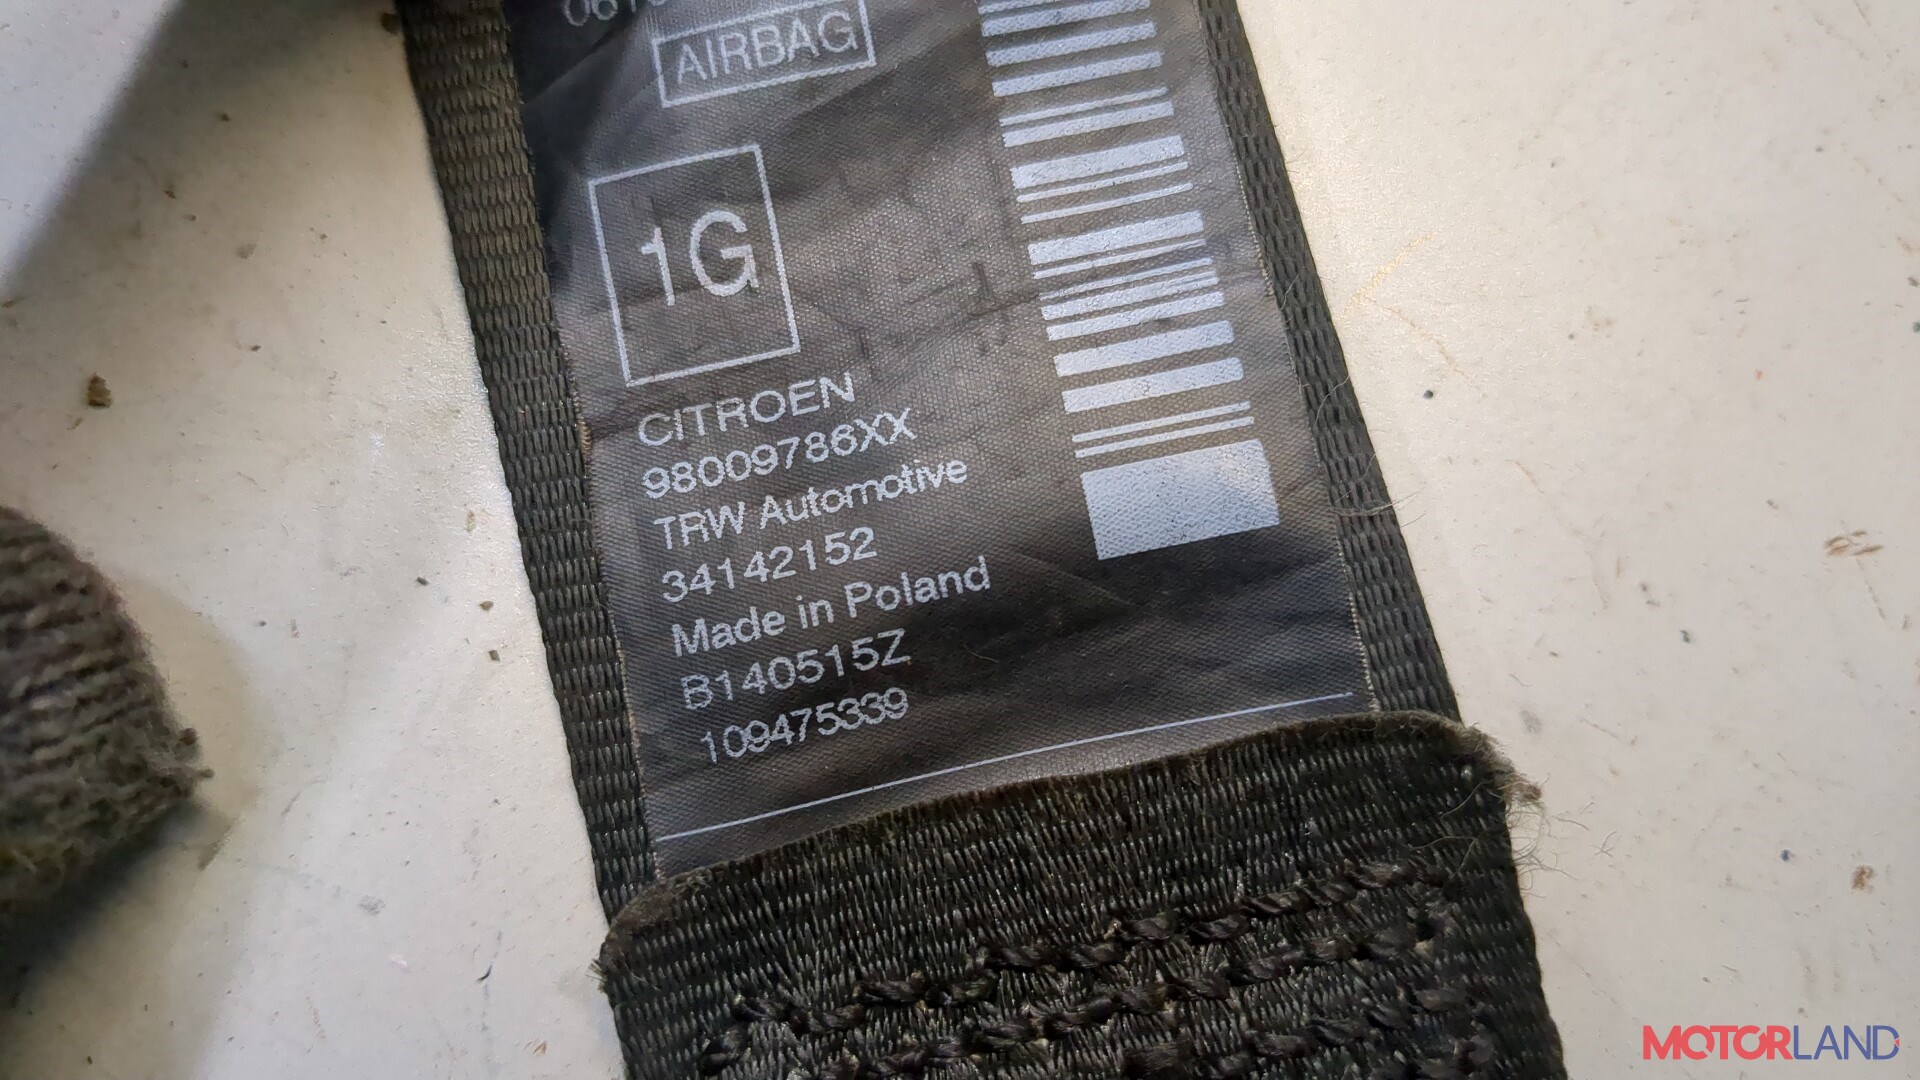 AIRBAG
1G
CITROEN
98009786XX
TRW Automotive
34142152
Made in Poland
B140515Z
109475339
MOTORLAND